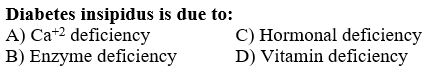 Diabetes insipidus is due to:
A) Ca⁺² deficiency C) Hormonal deficiency
B) Enzyme deficiency D) Vitamin deficiency